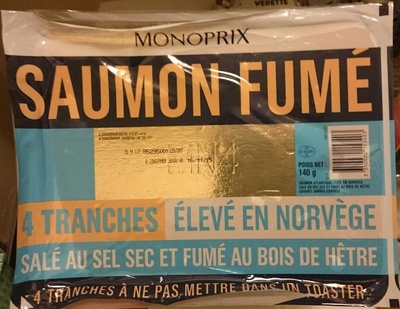 MONOPRIX
SAUMON FUMÉ
POIDS NET :
140 g
4 TRANCHES ÉLEVÉ EN NORVÈGE
SALÉ AU SEL SEC ET FUMÉ AU BOIS DE HÊTRE
4 TRANCHES À NE PAS METTRE DANS UN TOASTER